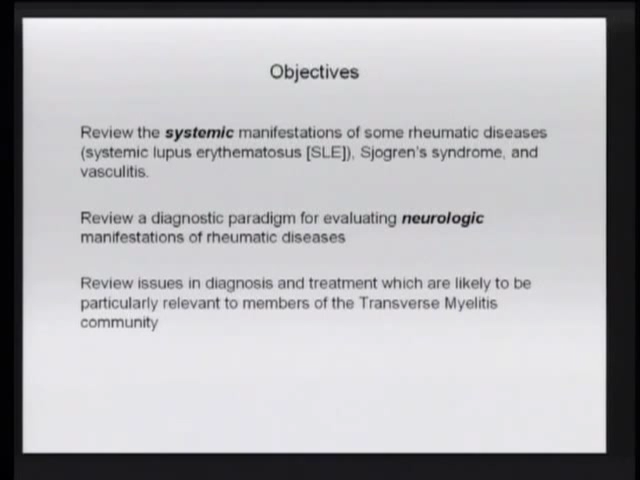 Objectives
Review the systemic manifestations of some rheumatic diseases
(systemic lupus erythematosus [SLE]), Sjogren's syndrome, and
vasculitis.
Review a diagnostic paradigm for evaluating neurologic
manifestations of rheumatic diseases
Review issues in diagnosis and treatment which are likely to be
particularly relevant to members of the Transverse Myelitis
community